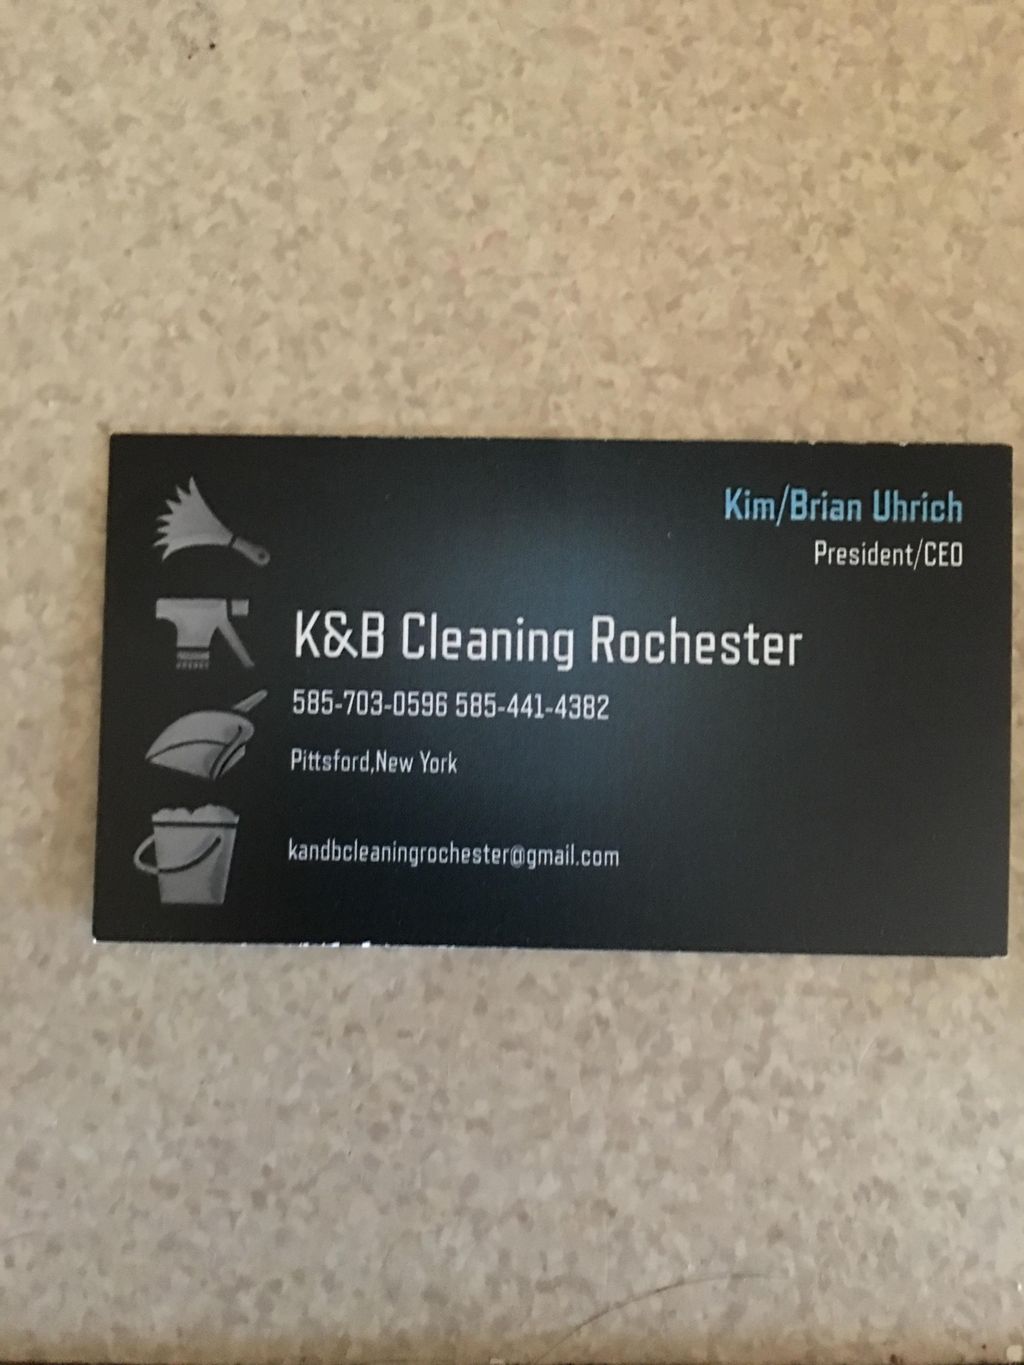 Kim/Brian Uhrich
President/CEO
K&B Cleaning Rochester
585-703-0596 585-441-4382
Pittsford,New York
kandbcleaningrochester@gmail.com